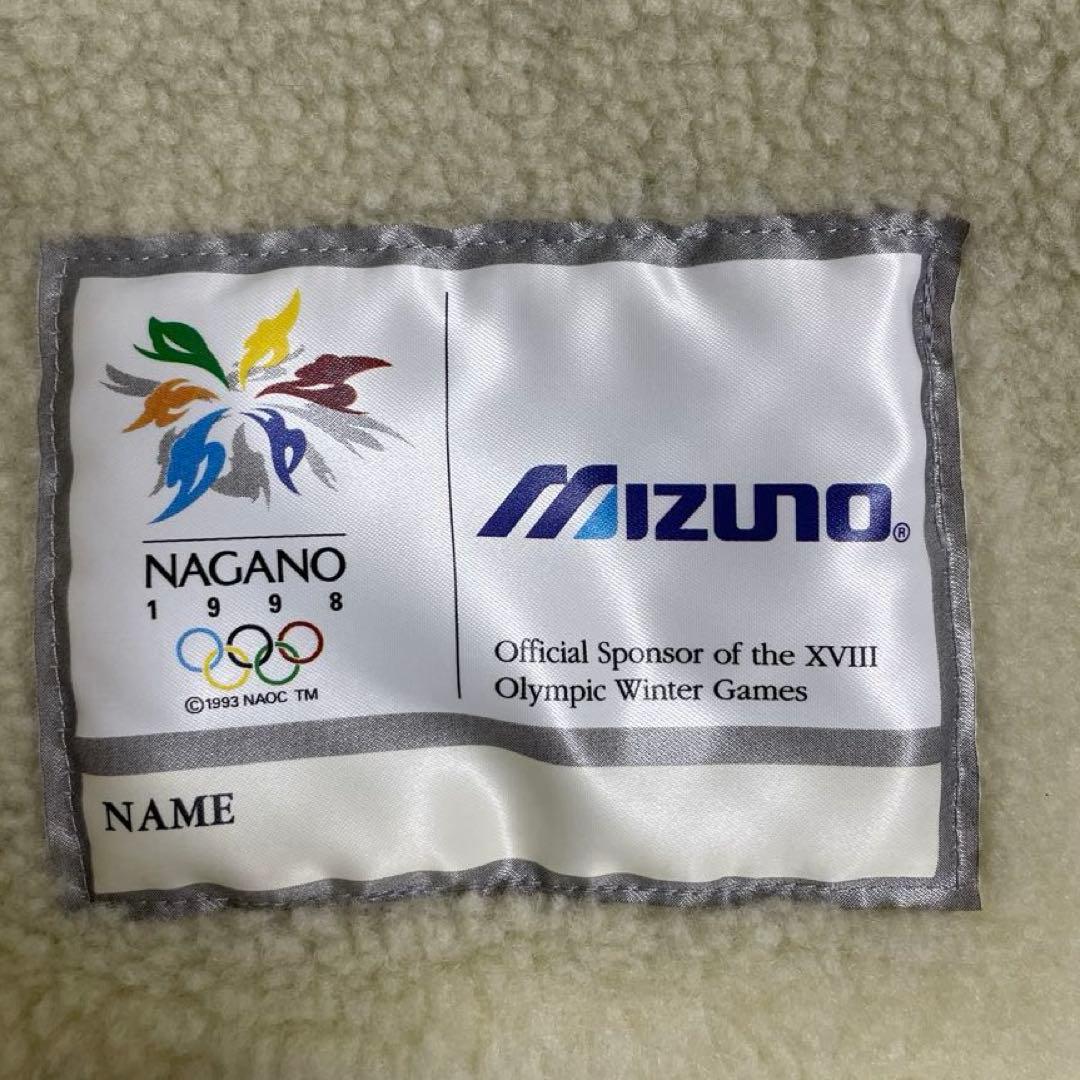 NAGANO
1 9 9 8
©1993 NAOC TM
MIZUNO®
Official Sponsor of the XVIII
Olympic Winter Games
NAME